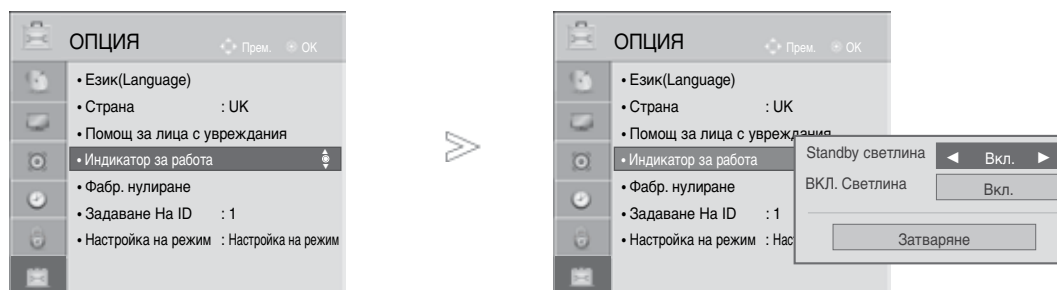 ОПЦИЯ Прем. ОК
• Език(Language)
• Страна : UK
• Помощ за лица с увреждания
• Индикатор за работа
• Фабр. нулиране
• Задаване На ID : 1
• Настройка на режим : Настройка на режим
ОПЦИЯ Прем. ОК
• Език(Language)
• Страна : UK
• Помощ за лица с увреждания
• Индикатор за работа
• Фабр. нулиране
• Задаване На ID : 1
• Настройка на режим : Нас
Standby светлина ◄ Вкл. ►
ВКЛ. Светлина Вкл.
Затваряне